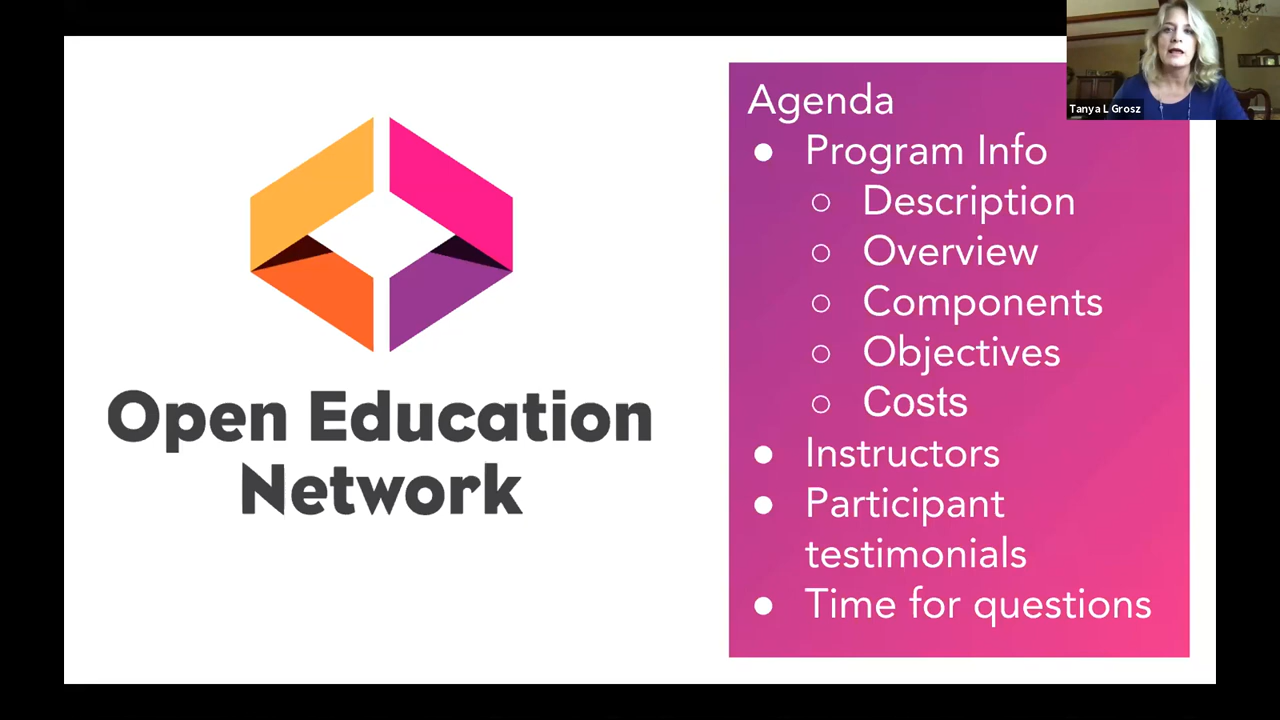 Open Education
Network
Agenda
● Program Info
○ Description
○ Overview
○ Components
○ Objectives
○ Costs
● Instructors
● Participant
testimonials
● Time for questions
Tanya L Grosz